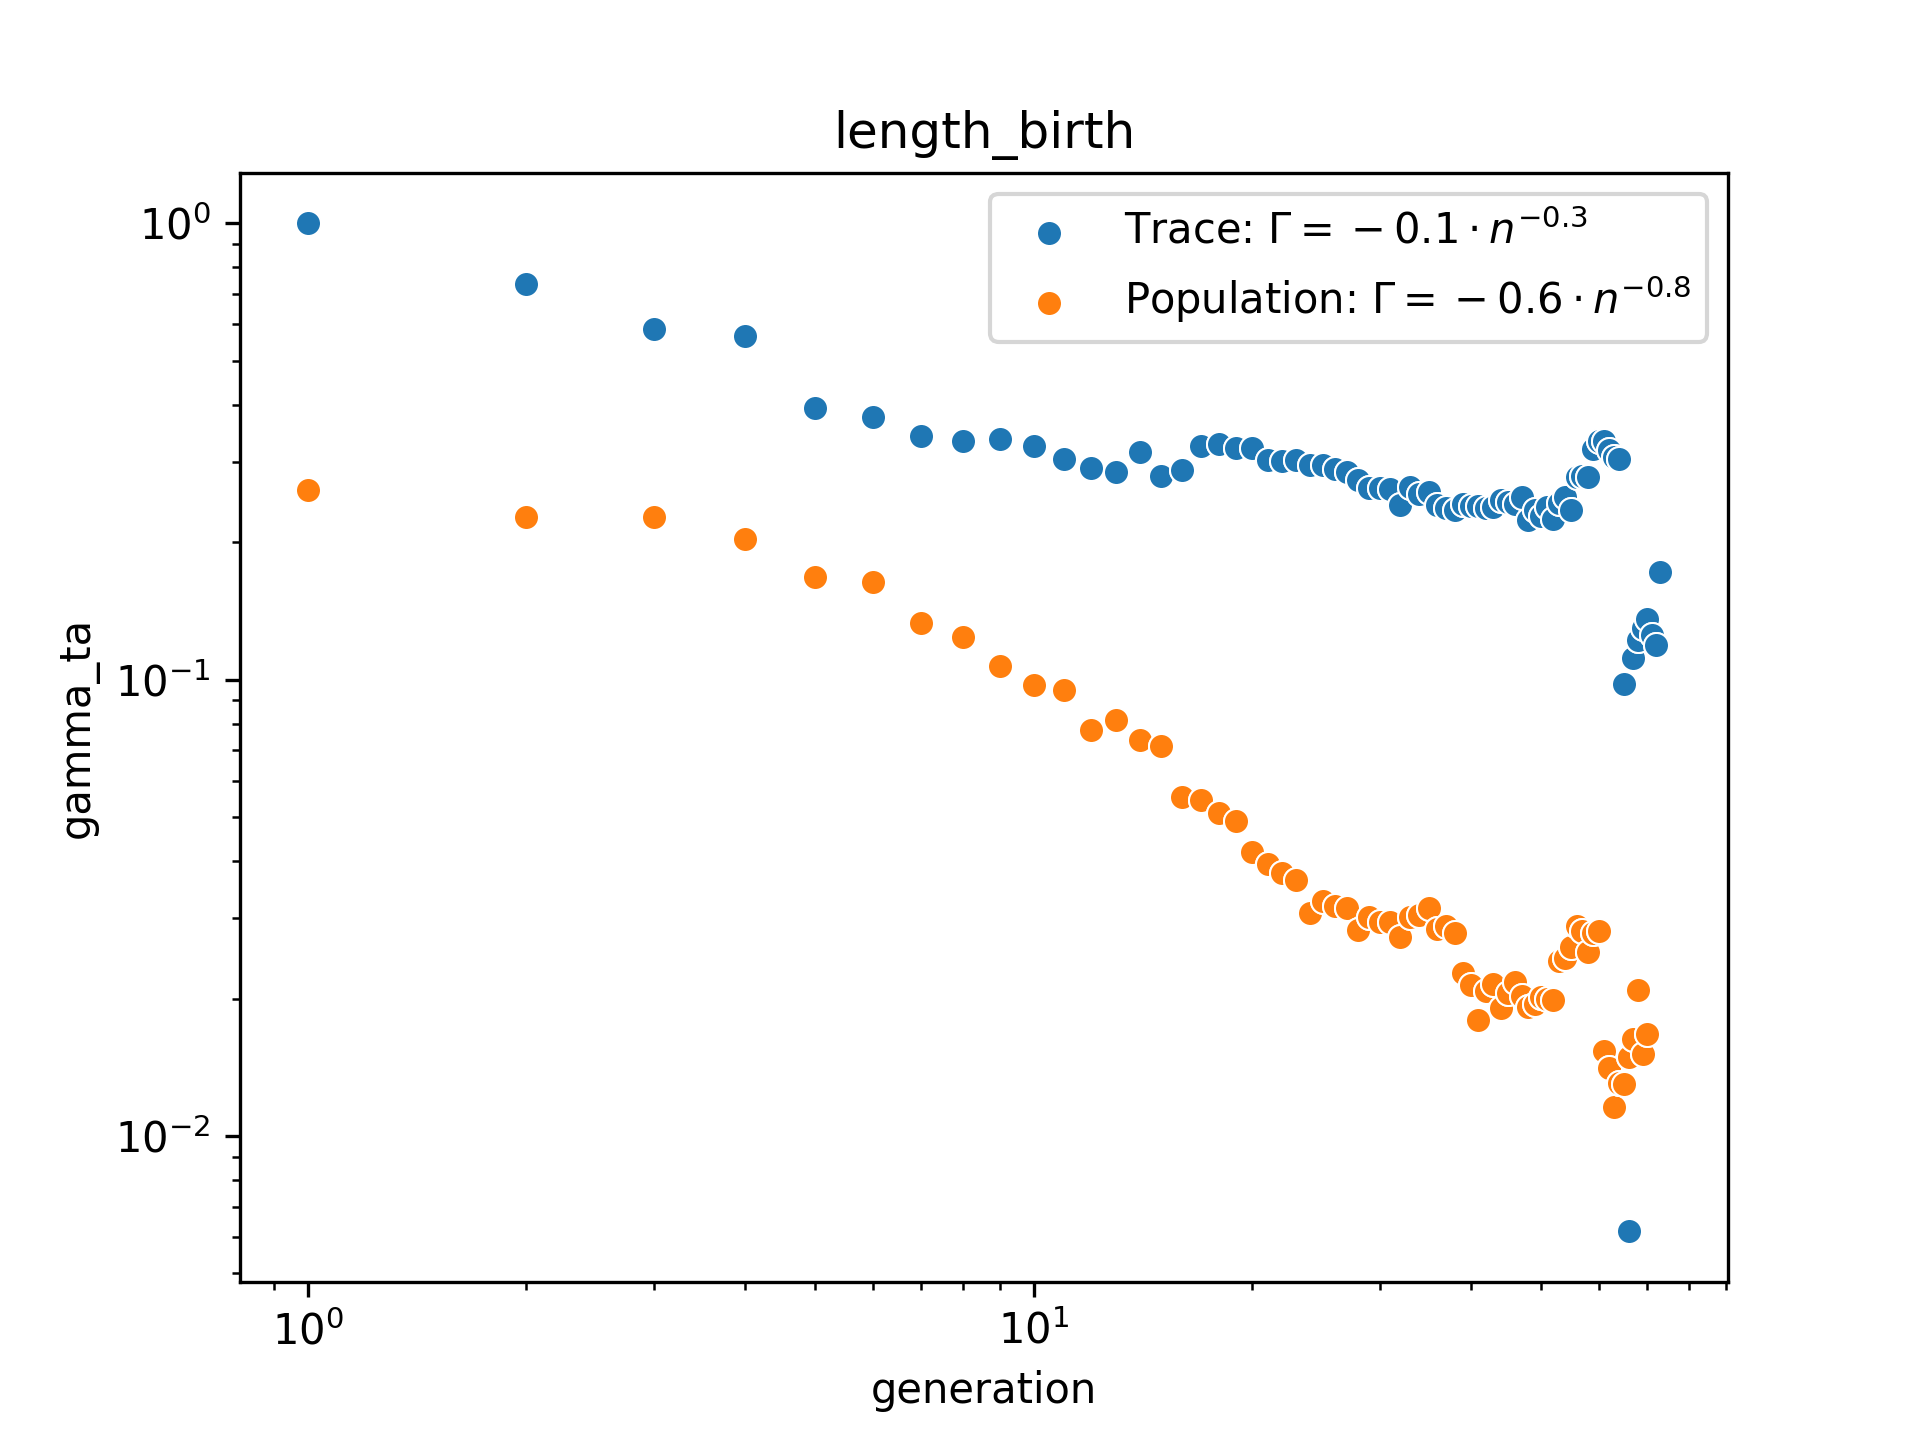 length_birth
Trace: Γ = − 0.1 · n^−0.3
Population: Γ = − 0.6 · n^−0.8
gamma_ta
10^0
10^−1
10^−2
10^0
10^1
generation